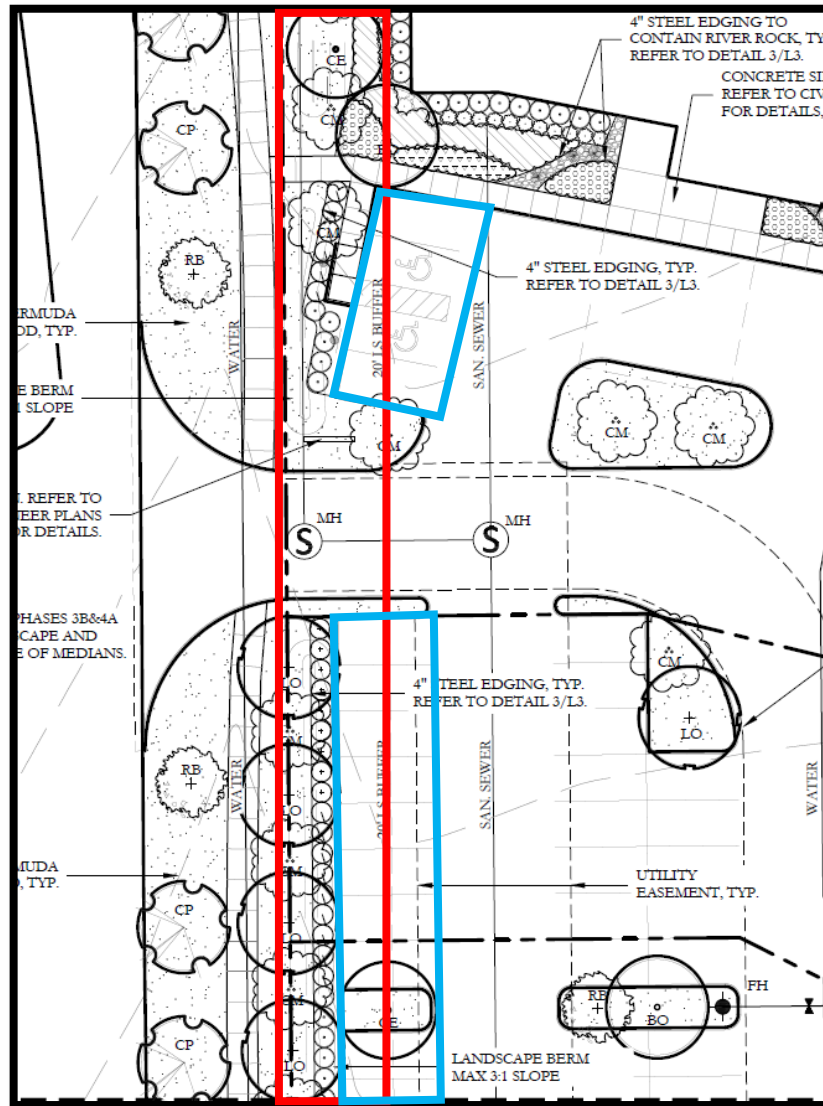 4" STEEL EDGING TO
CONTAIN RIVER ROCK, TY
REFER TO DETAIL 3/L3.
CE
CONCRETE SI
REFER TO CIV
FOR DETAILS,
CM
CP
CM
RB
4" STEEL EDGING, TYP.
REFER TO DETAIL 3/L3.
ERMUDA
OD, TYP.
WATER
20' LS BUFFER
SAN. SEWER
E BERM
1 SLOPE
CM
CM
CM
N. REFER TO
NEER PLANS
OR DETAILS.
MH
S
MH
S
PHASES 3B&4A
SCAPE AND
E OF MEDIANS.
CM
LO
4" STEEL EDGING, TYP.
REFER TO DETAIL 3/L3.
LO
RB
WATER
20' LS BUFFER
SAN. SEWER
WATER
MUDA
D, TYP.
UTILITY
EASEMENT, TYP.
CP
FH
RB
BO
CE
CP
LO
LANDSCAPE BERM
MAX 3:1 SLOPE